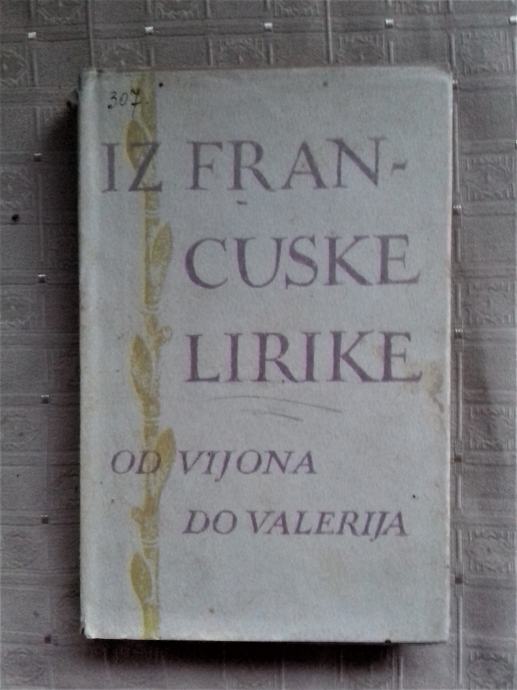 307.
IZ FRAN-
CUSKE
LIRIKE
OD VIJONA
DO VALERIJA